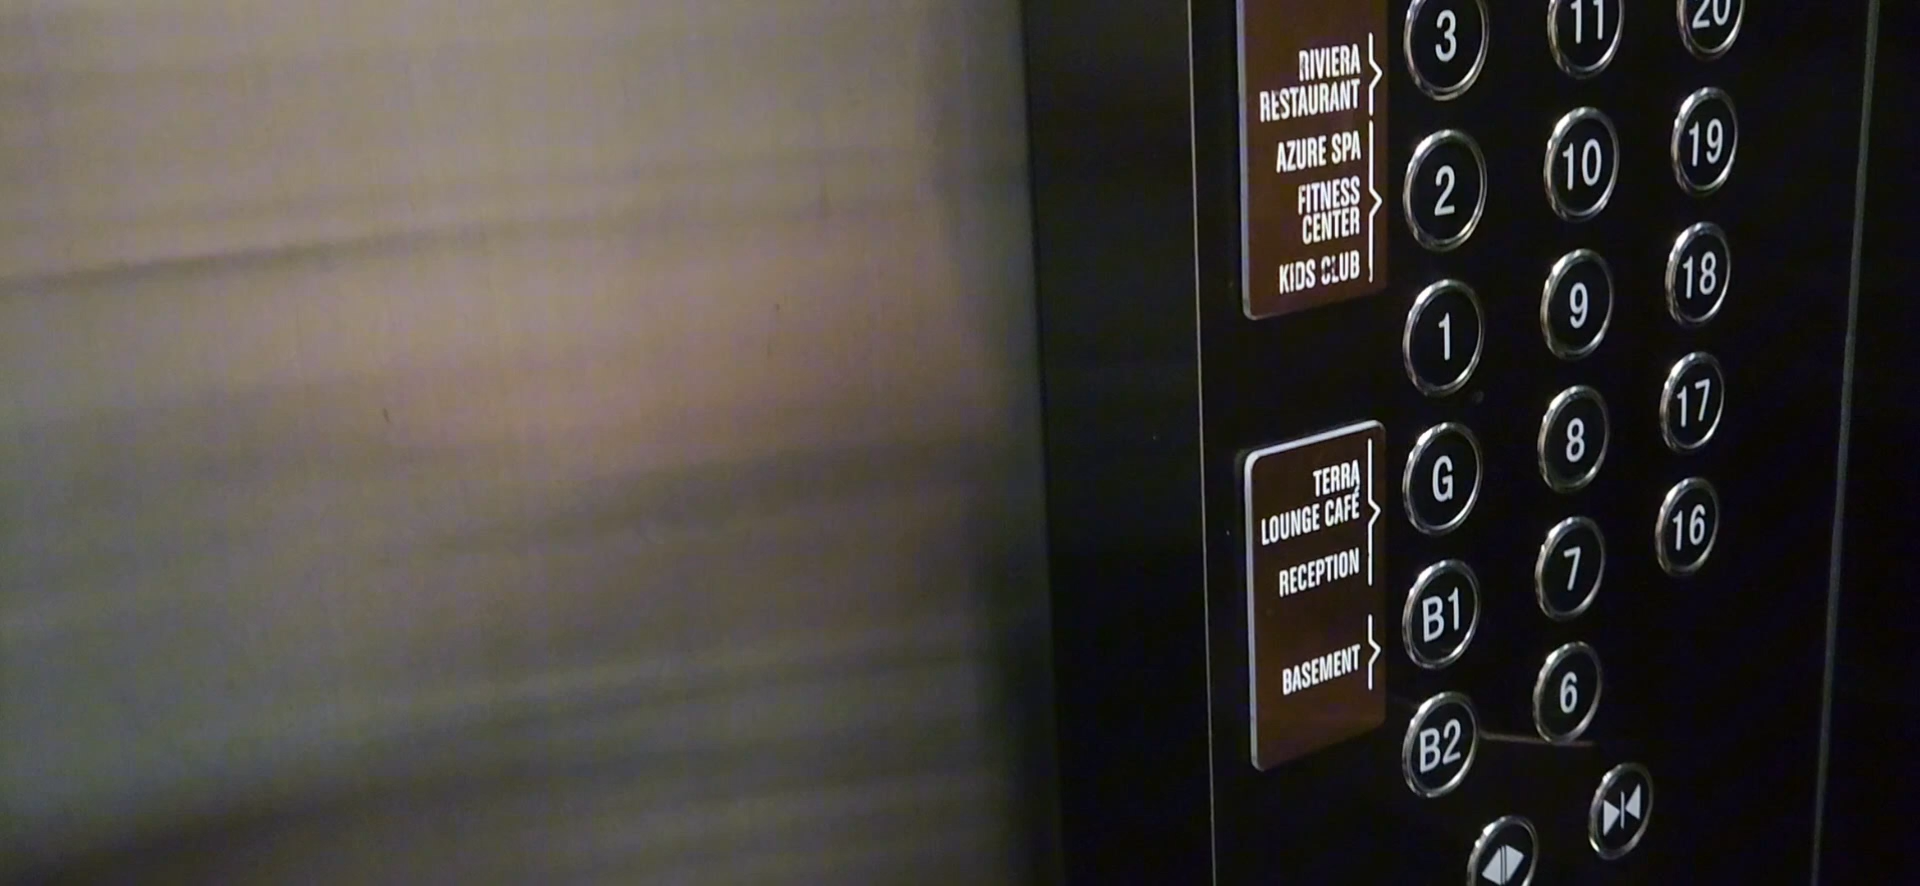 RIVIERA
RESTAURANT
AZURE SPA
FITNESS
CENTER
KIDS CLUB
TERRA
LOUNGE CAFÉ
RECEPTION
BASEMENT
3 11 20
2 10 19
1 9 18
G 8 17
B1 7 16
B2 6